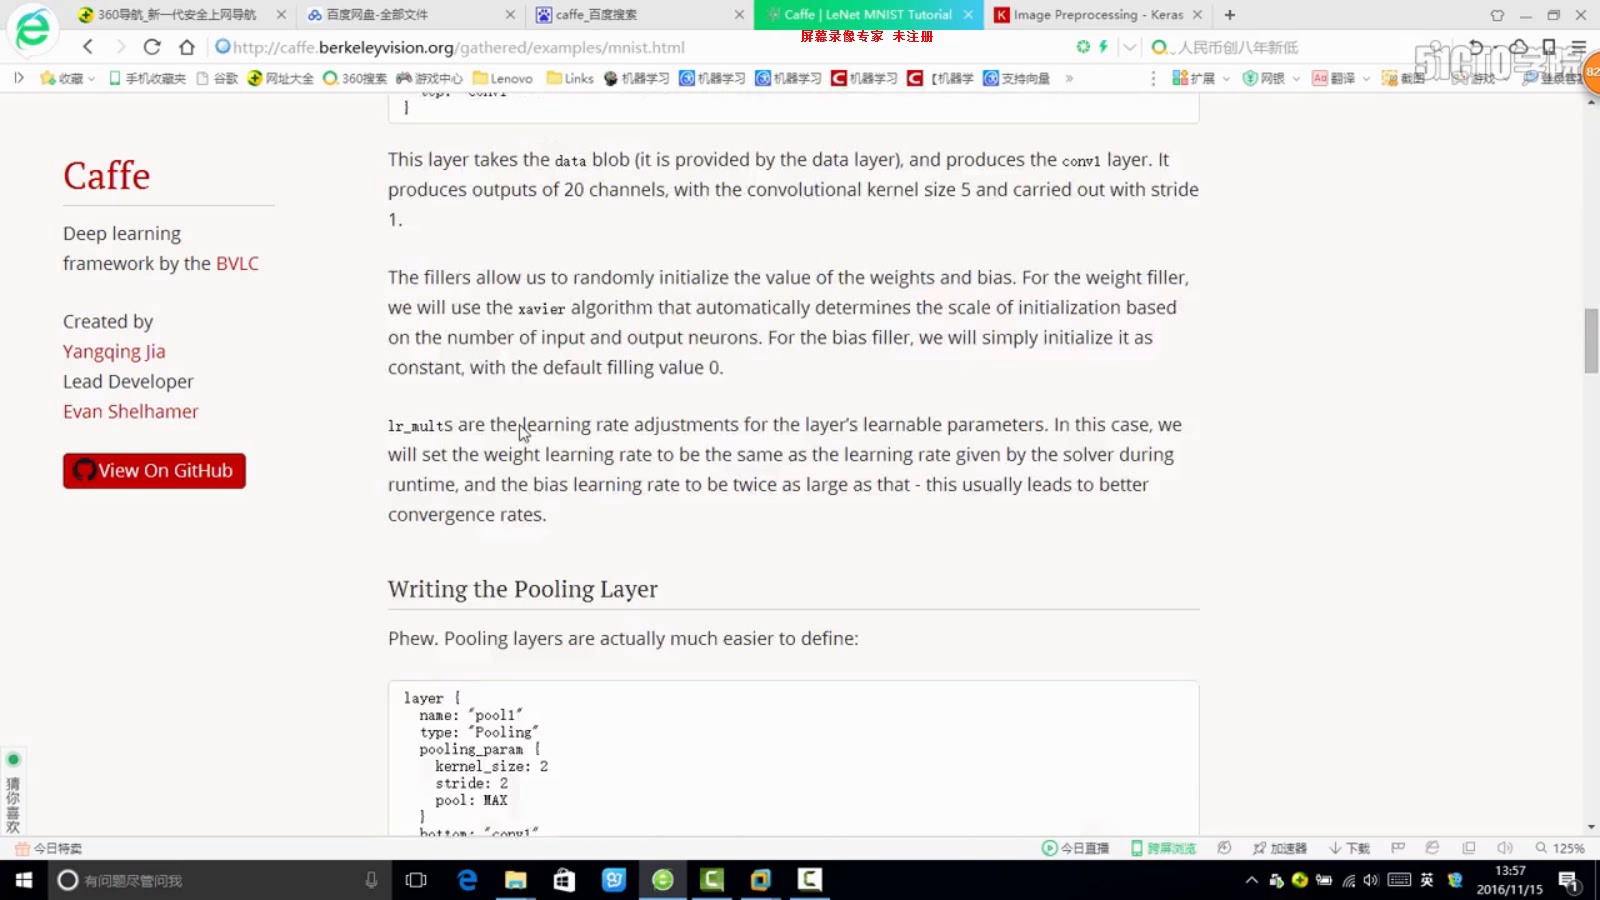 360导航_新一代安全上网导航
百度网盘-全部文件
caffe_百度搜索
Caffe | LeNet MNIST Tutorial
Image Preprocessing - Keras
屏幕录像专家 未注册
http://caffe.berkeleyvision.org/gathered/examples/mnist.html
人民币创八年新低
51CTO学院
收藏
手机收藏夹
谷歌
网址大全
360搜索
游戏中心
Lenovo
Links
机器学习
机器学习
机器学习
机器学习
【机器学
支持向量
»
扩展
网银
翻译
截图
游戏
82
}
This layer takes the data blob (it is provided by the data layer), and produces the conv1 layer. It
produces outputs of 20 channels, with the convolutional kernel size 5 and carried out with stride
1.
Caffe
Deep learning
framework by the BVLC
Created by
Yangqing Jia
Lead Developer
Evan Shelhamer
View On GitHub
The fillers allow us to randomly initialize the value of the weights and bias. For the weight filler,
we will use the xavier algorithm that automatically determines the scale of initialization based
on the number of input and output neurons. For the bias filler, we will simply initialize it as
constant, with the default filling value 0.
lr_mults are the learning rate adjustments for the layer’s learnable parameters. In this case, we
will set the weight learning rate to be the same as the learning rate given by the solver during
runtime, and the bias learning rate to be twice as large as that - this usually leads to better
convergence rates.
Writing the Pooling Layer
Phew. Pooling layers are actually much easier to define:
layer {
name: "pool1"
type: "Pooling"
pooling_param {
kernel_size: 2
stride: 2
pool: MAX
}
bottom: "conv1"
猜你喜欢
今日特卖
今日直播
跨屏浏览
加速器
下载
125%
有问题尽管问我
英
13:57
2016/11/15
1